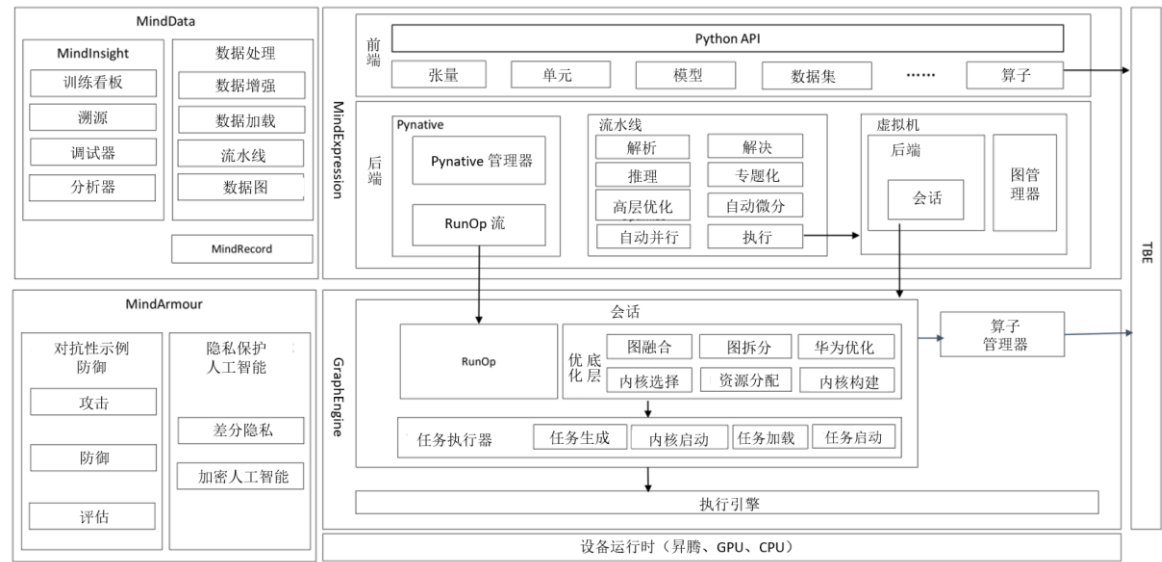 MindData
MindInsight
训练看板
溯源
调试器
分析器
数据处理
数据增强
数据加载
流水线
数据图
MindRecord
MindExpression
前端
Python API
张量
单元
模型
数据集
……
算子
后端
Pynative
Pynative 管理器
RunOp 流
流水线
解析
解决
推理
专题化
高层优化
自动微分
自动并行
执行
虚拟机
后端
会话
图管理器
TBE
MindArmour
对抗性示例
防御
攻击
防御
评估
隐私保护
人工智能
差分隐私
加密人工智能
GraphEngine
会话
RunOp
优化
底层
图融合
图拆分
华为优化
内核选择
资源分配
内核构建
任务执行器
任务生成
内核启动
任务加载
任务启动
算子
管理器
执行引擎
设备运行时（昇腾、GPU、CPU）